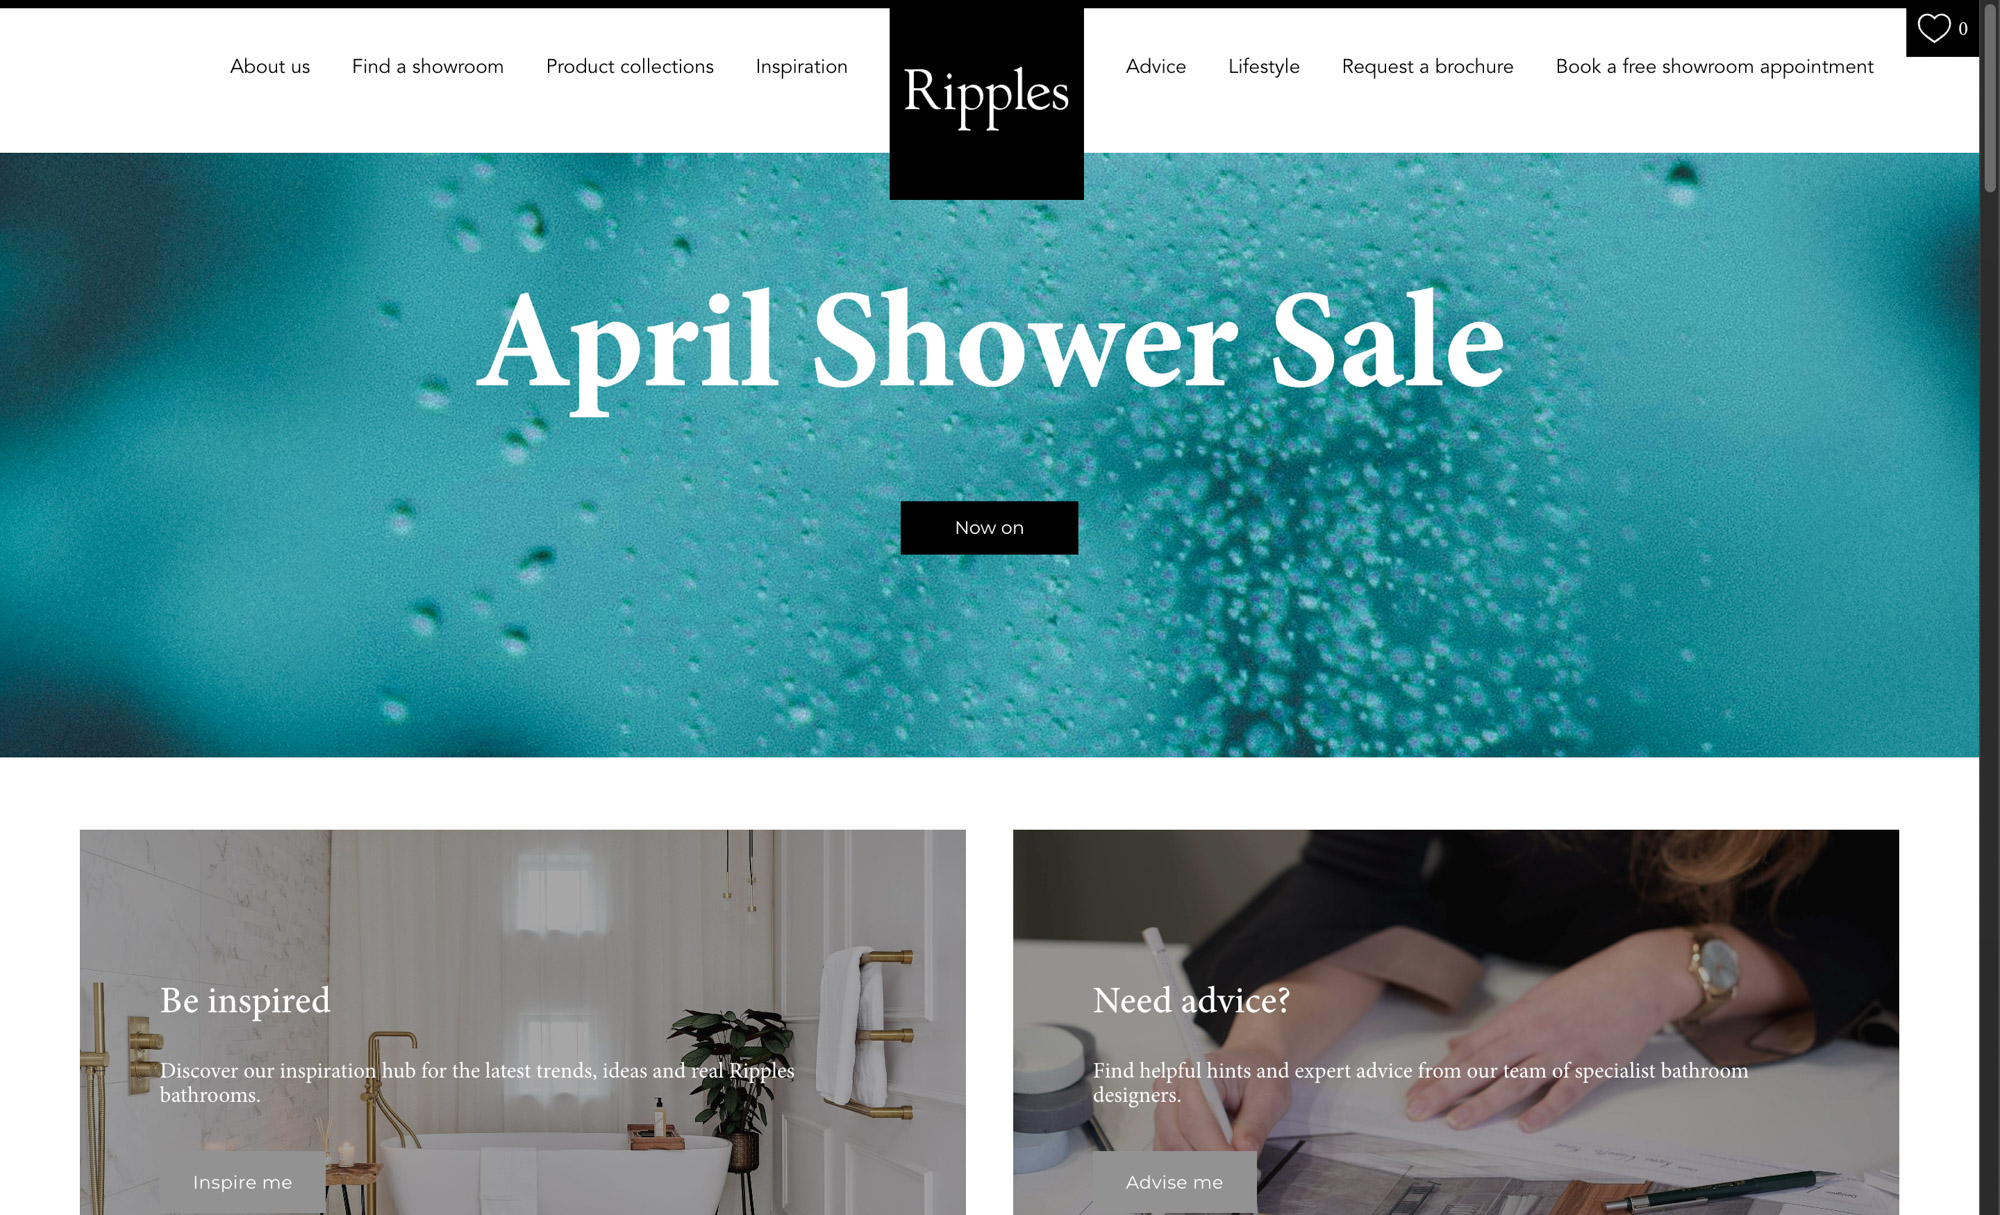 About us
Find a showroom
Product collections
Inspiration
Ripples
Advice
Lifestyle
Request a brochure
Book a free showroom appointment
0
April Shower Sale
Now on
Be inspired
Discover our inspiration hub for the latest trends, ideas and real Ripples
bathrooms.
Inspire me
Need advice?
Find helpful hints and expert advice from our team of specialist bathroom
designers.
Advise me